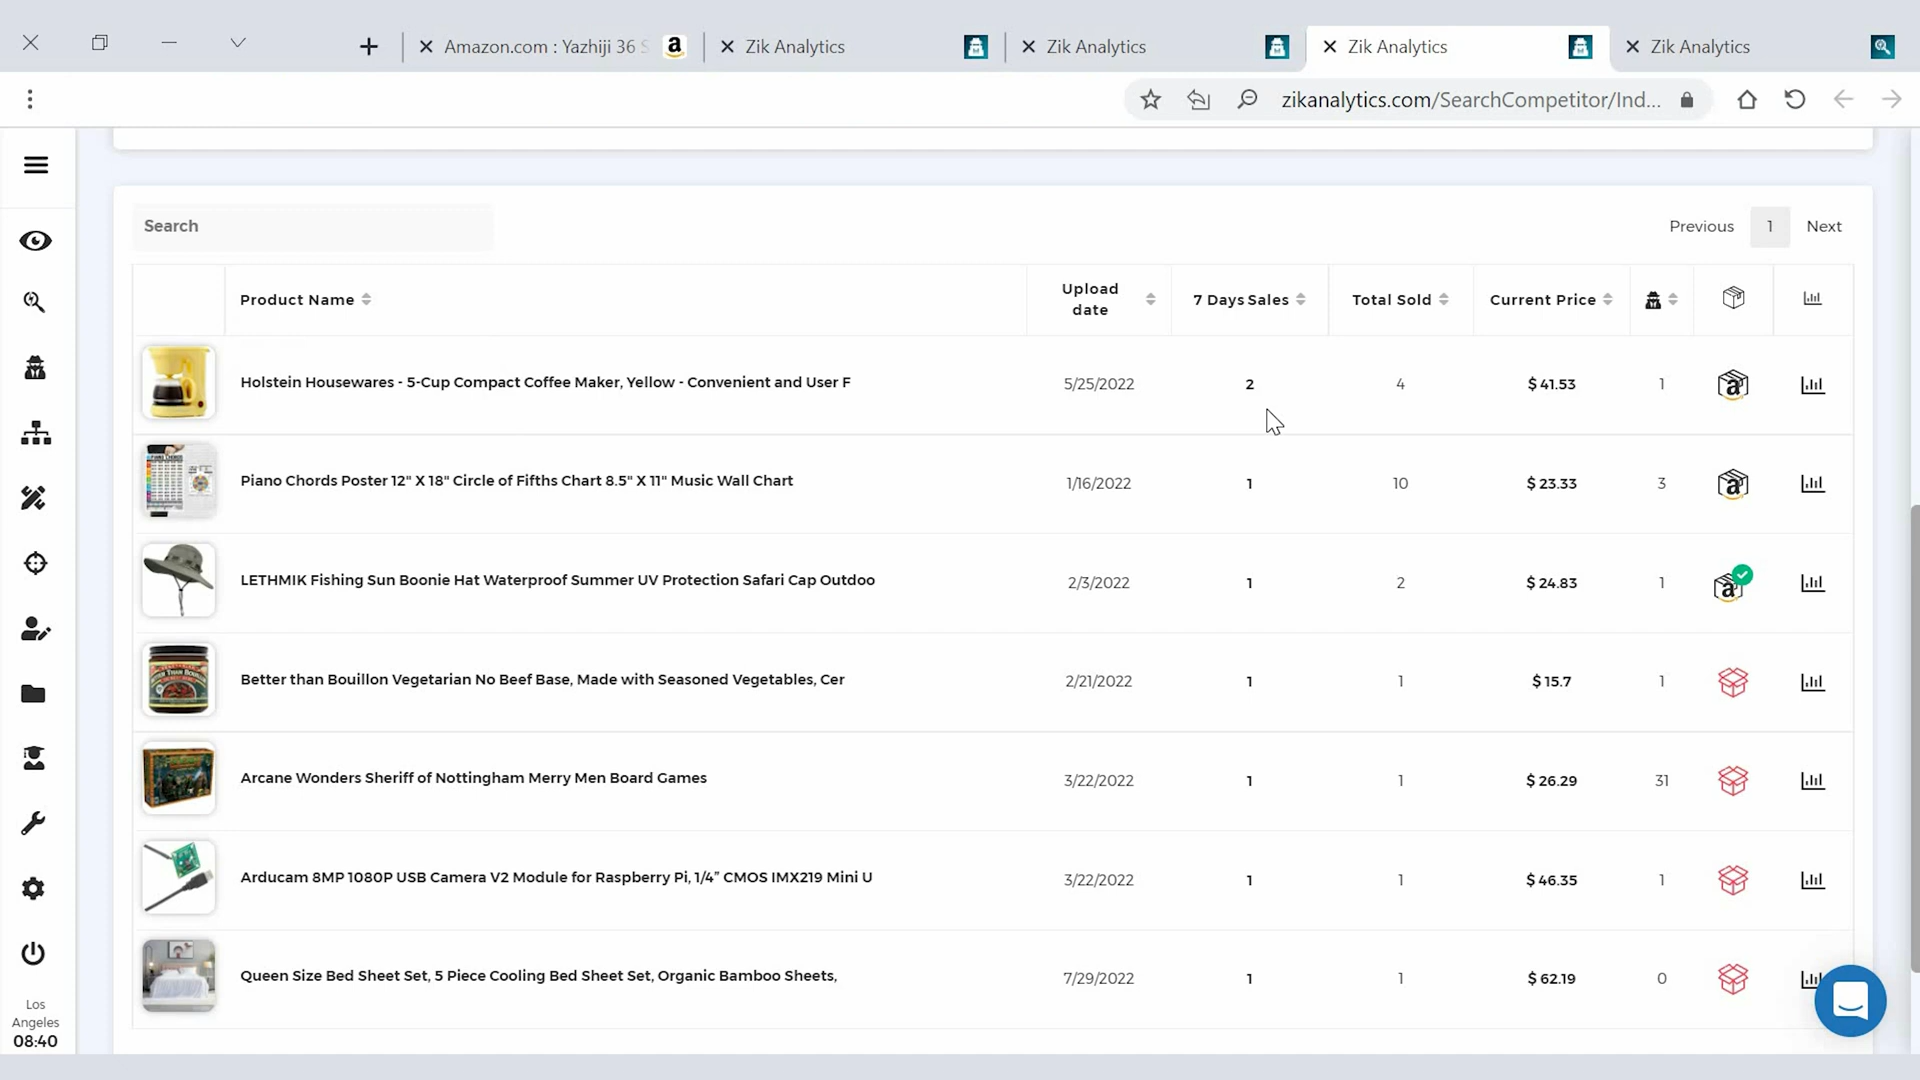 Amazon.com : Yazhiji 36 S
Zik Analytics
Zik Analytics
Zik Analytics
Zik Analytics
zikanalytics.com/SearchCompetitor/Ind...
Search
Previous 1 Next
Product Name
Upload date
7 Days Sales
Total Sold
Current Price
Holstein Housewares - 5-Cup Compact Coffee Maker, Yellow - Convenient and User F 5/25/2022 2 4 $ 41.53 1
Piano Chords Poster 12" X 18" Circle of Fifths Chart 8.5" X 11" Music Wall Chart 1/16/2022 1 10 $ 23.33 3
LETHMIK Fishing Sun Boonie Hat Waterproof Summer UV Protection Safari Cap Outdoo 2/3/2022 1 2 $ 24.83 1
Better than Bouillon Vegetarian No Beef Base, Made with Seasoned Vegetables, Cer 2/21/2022 1 1 $ 15.7 1
Arcane Wonders Sheriff of Nottingham Merry Men Board Games 3/22/2022 1 1 $ 26.29 31
Arducam 8MP 1080P USB Camera V2 Module for Raspberry Pi, 1/4” CMOS IMX219 Mini U 3/22/2022 1 1 $ 46.35 1
Queen Size Bed Sheet Set, 5 Piece Cooling Bed Sheet Set, Organic Bamboo Sheets, 7/29/2022 1 1 $ 62.19 0
Los
Angeles
08:40